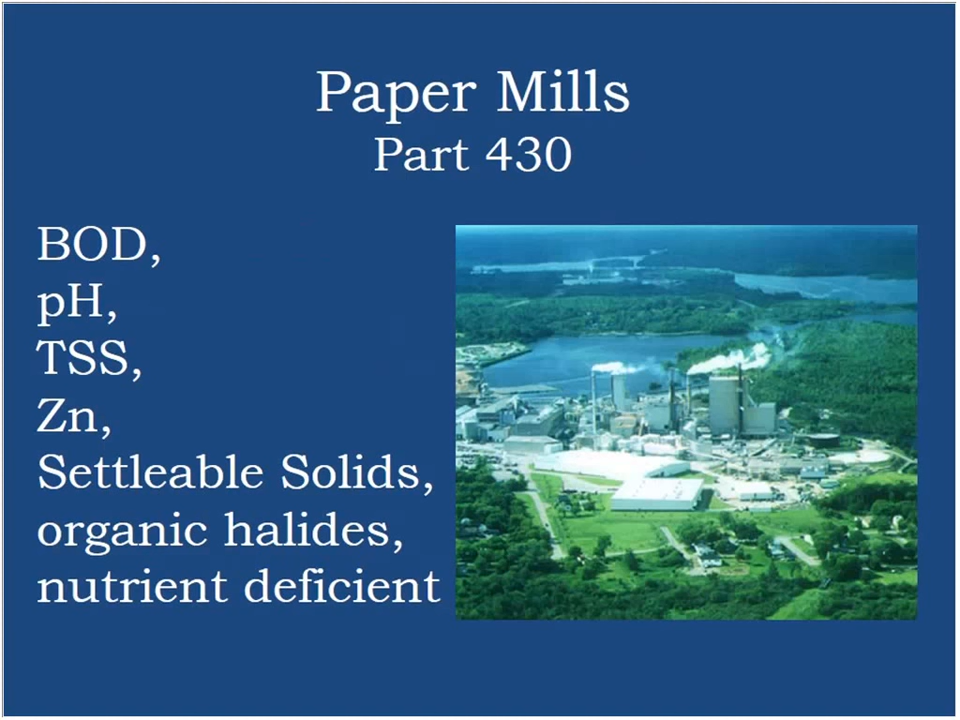 Paper Mills
Part 430
BOD,
pH,
TSS,
Zn,
Settleable Solids,
organic halides,
nutrient deficient